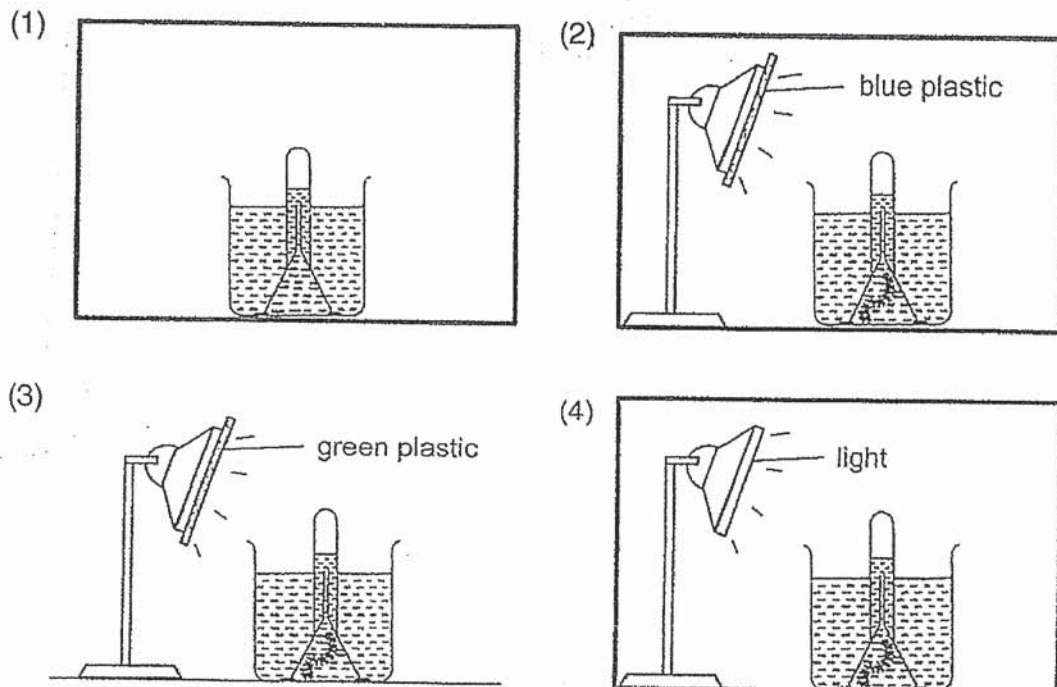 (1)
(2)
blue plastic
(3)
green plastic
(4)
light